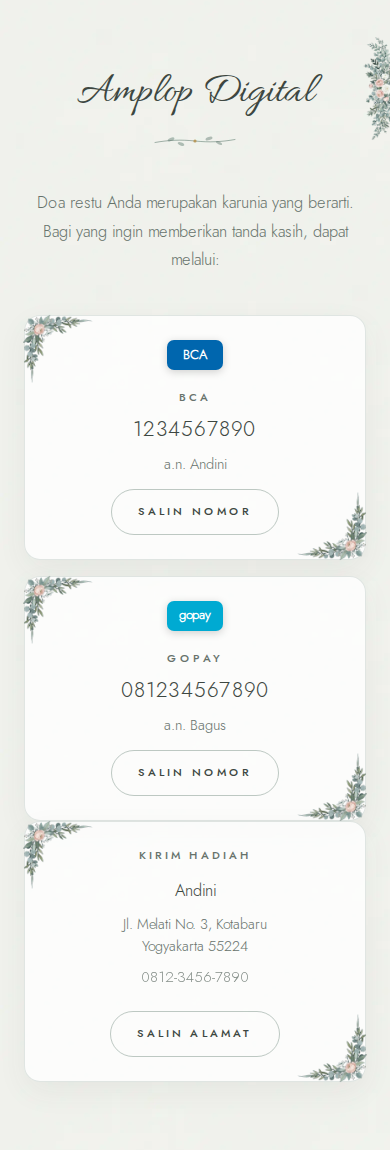 Amplop Digital
Doa restu Anda merupakan karunia yang berarti.
Bagi yang ingin memberikan tanda kasih, dapat
melalui:
BCA
BCA
1234567890
a.n. Andini
SALIN NOMOR
gopay
GOPAY
081234567890
a.n. Bagus
SALIN NOMOR
KIRIM HADIAH
Andini
Jl. Melati No. 3, Kotabaru
Yogyakarta 55224
0812-3456-7890
SALIN ALAMAT